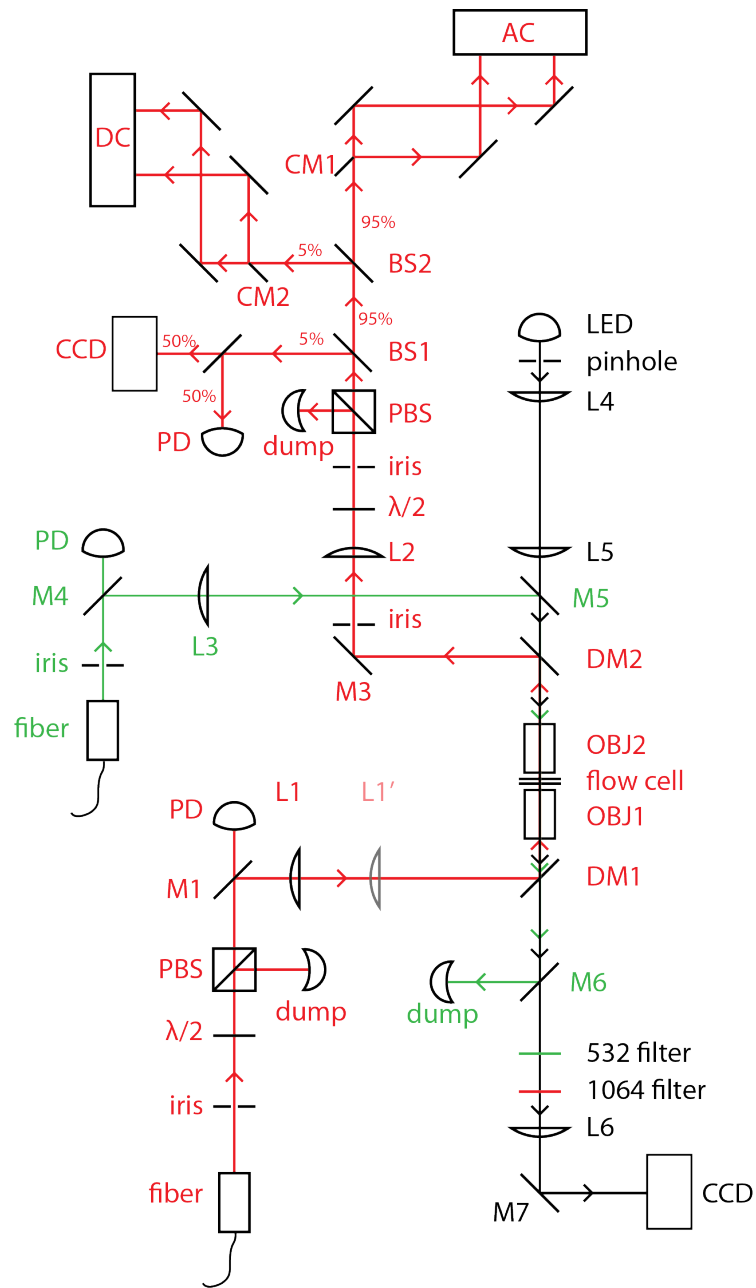 AC
DC
CM1
95%
5%
BS2
CM2
95%
LED
CCD
50%
5%
BS1
pinhole
50%
L4
PBS
PD
dump
iris
λ/2
PD
L2
L5
M4
M5
iris
L3
iris
DM2
M3
fiber
OBJ2
flow cell
L1
L1′
PD
OBJ1
M1
DM1
PBS
dump
M6
dump
λ/2
532 filter
1064 filter
iris
L6
fiber
CCD
M7